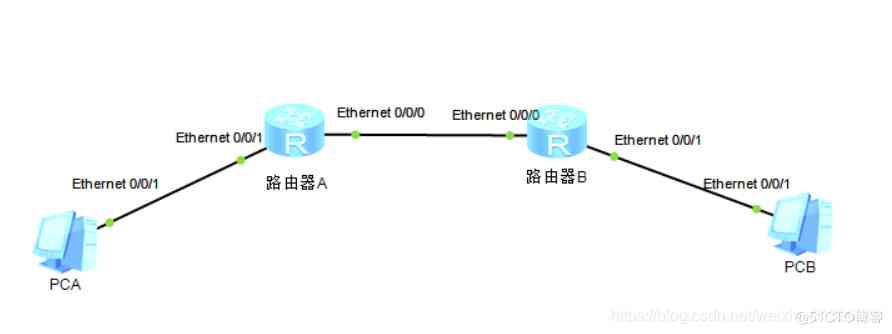 Ethernet 0/0/0
Ethernet 0/0/0
Ethernet 0/0/1
R
R
Ethernet 0/0/1
路由器A
路由器B
Ethernet 0/0/1
Ethernet 0/0/1
PCA
PCB
https://blog.csdn.net/weixi
@51CTO博客